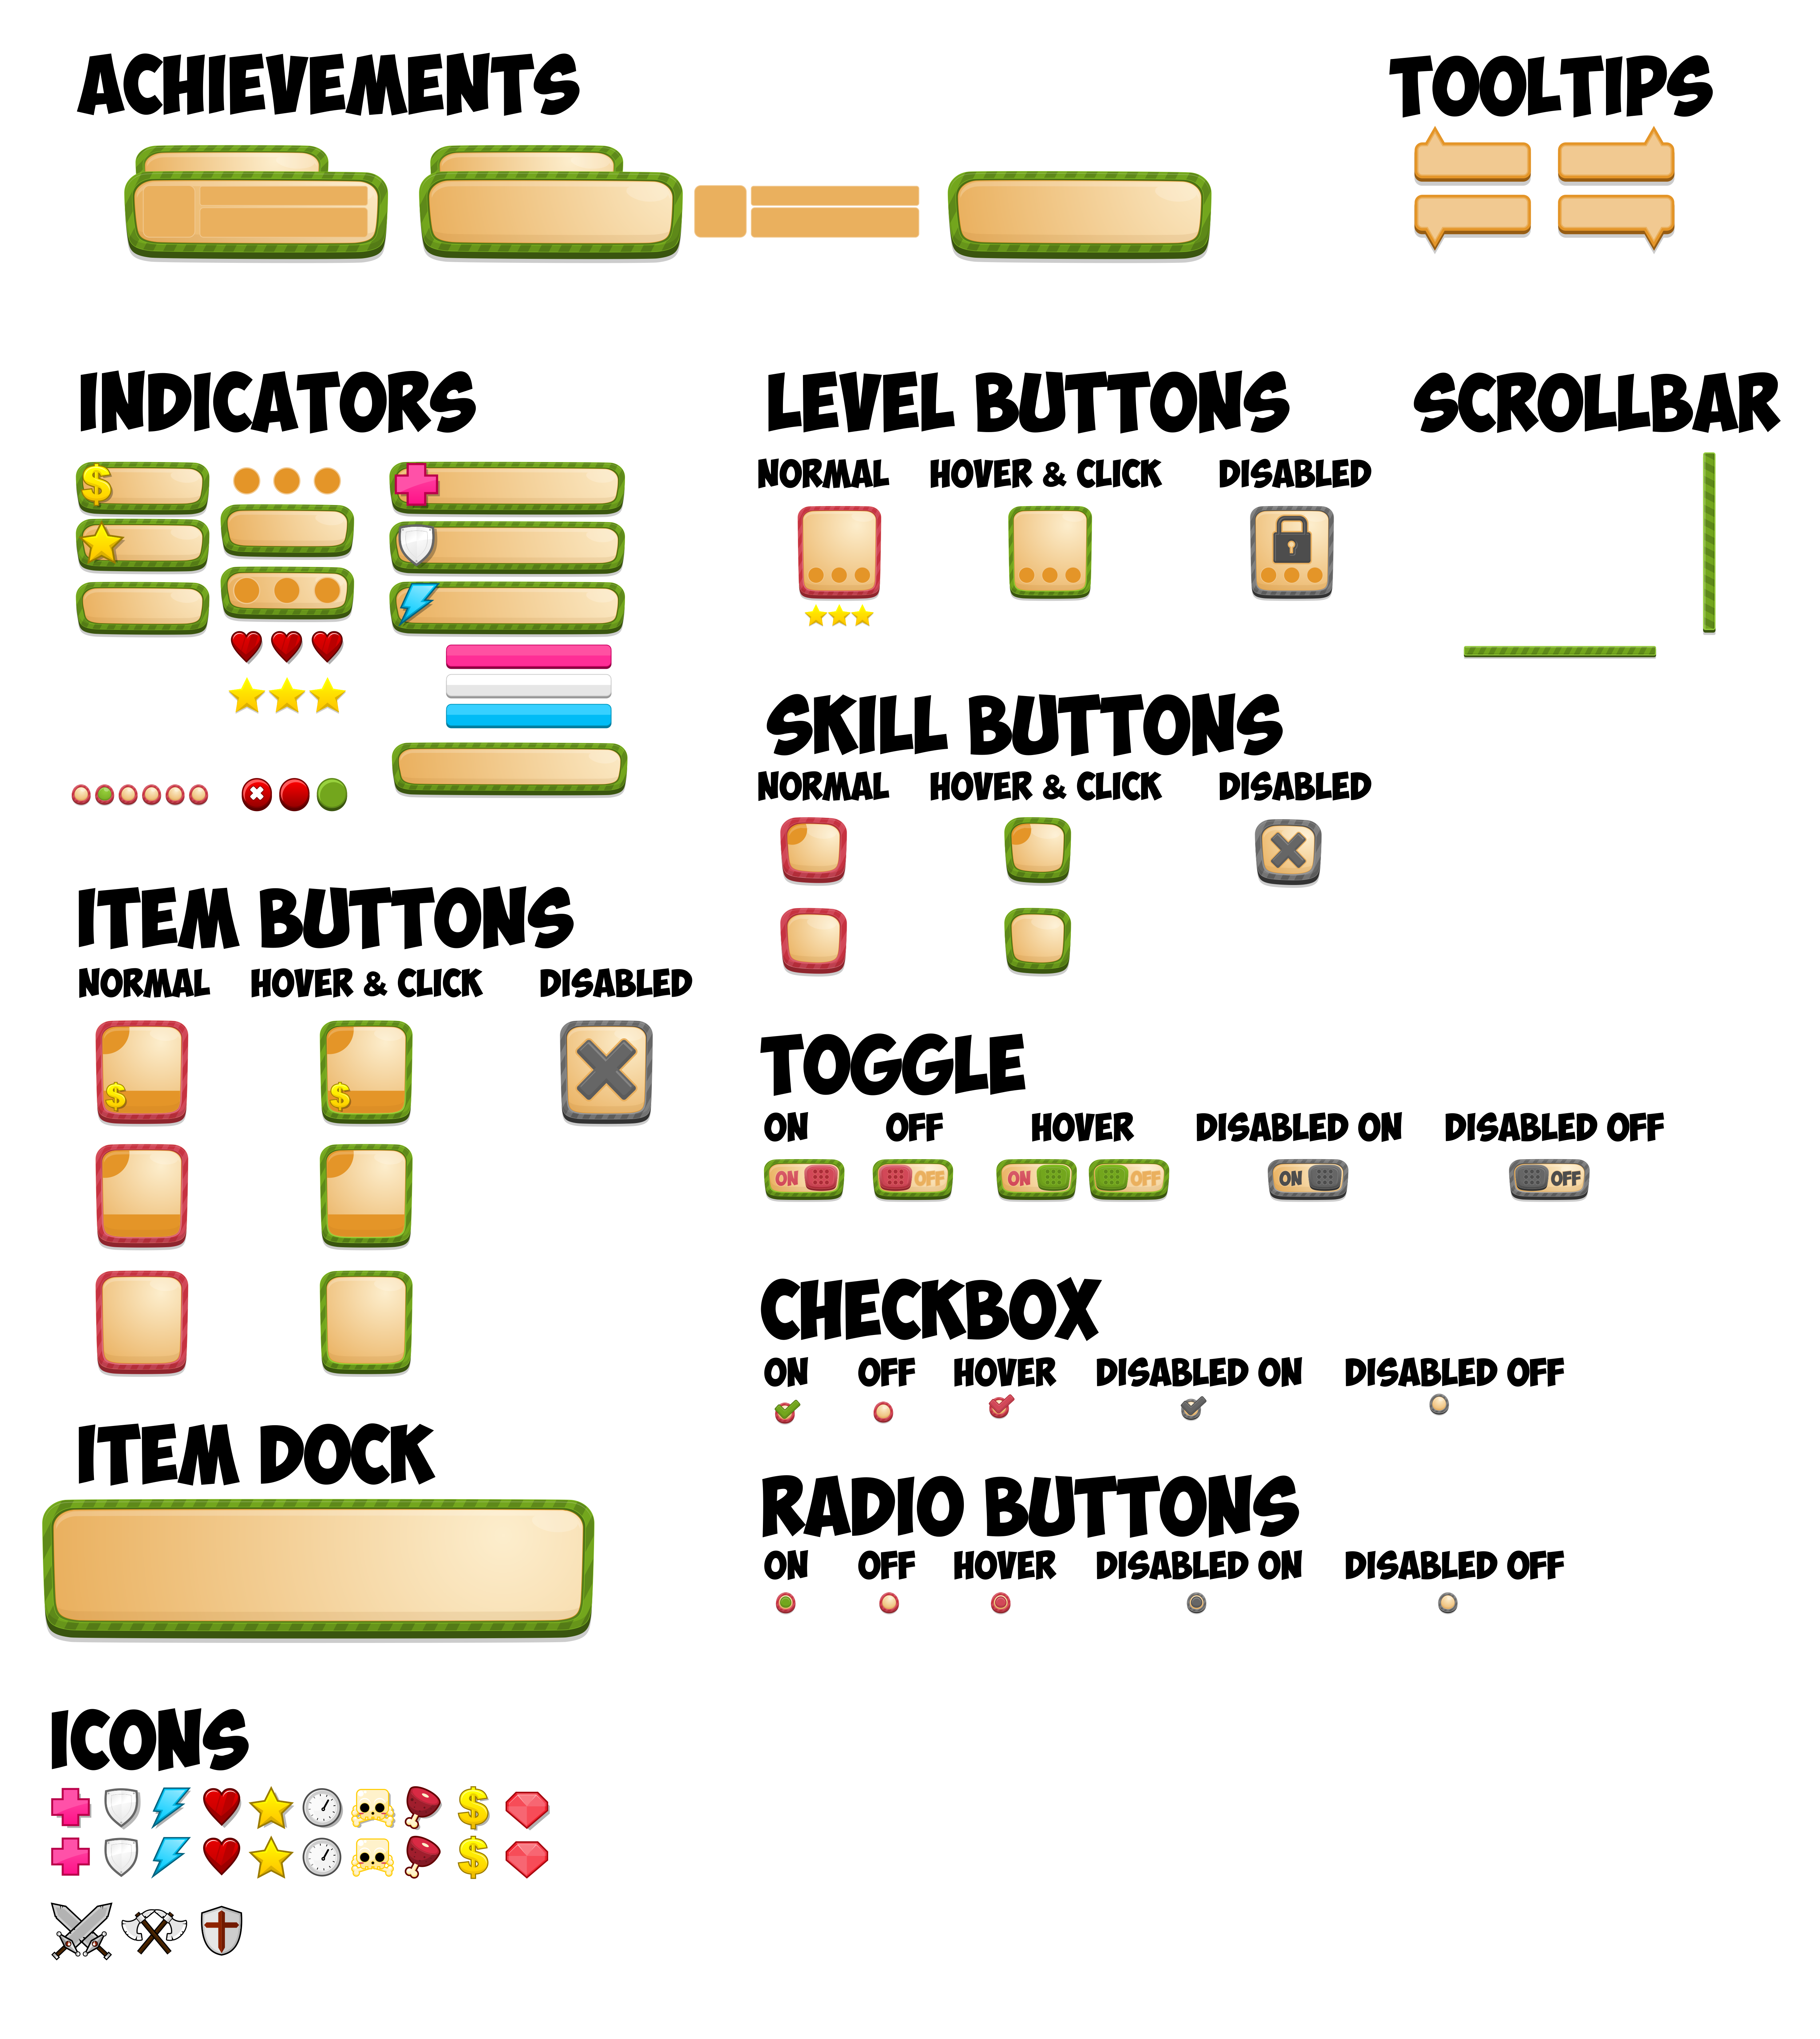 ACHIEVEMENTS
TOOLTIPS
INDICATORS
$
LEVEL BUTTONS
NORMAL HOVER & CLICK DISABLED
SCROLLBAR
SKILL BUTTONS
NORMAL HOVER & CLICK DISABLED
ITEM BUTTONS
NORMAL HOVER & CLICK DISABLED
$ $
TOGGLE
ON OFF HOVER DISABLED ON DISABLED OFF
ON OFF ON OFF ON OFF
CHECKBOX
ON OFF HOVER DISABLED ON DISABLED OFF
ITEM DOCK
RADIO BUTTONS
ON OFF HOVER DISABLED ON DISABLED OFF
ICONS
$
$